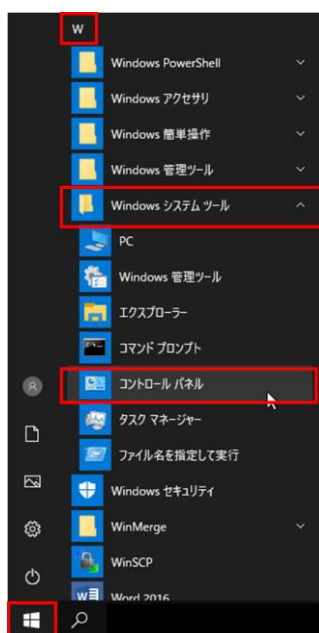 W
Windows PowerShell
Windows アクセサリ
Windows 簡単操作
Windows 管理ツール
Windows システム ツール
PC
Windows 管理ツール
エクスプローラー
コマンド プロンプト
コントロール パネル
タスク マネージャー
ファイル名を指定して実行
Windows セキュリティ
WinMerge
WinSCP
Word 2016